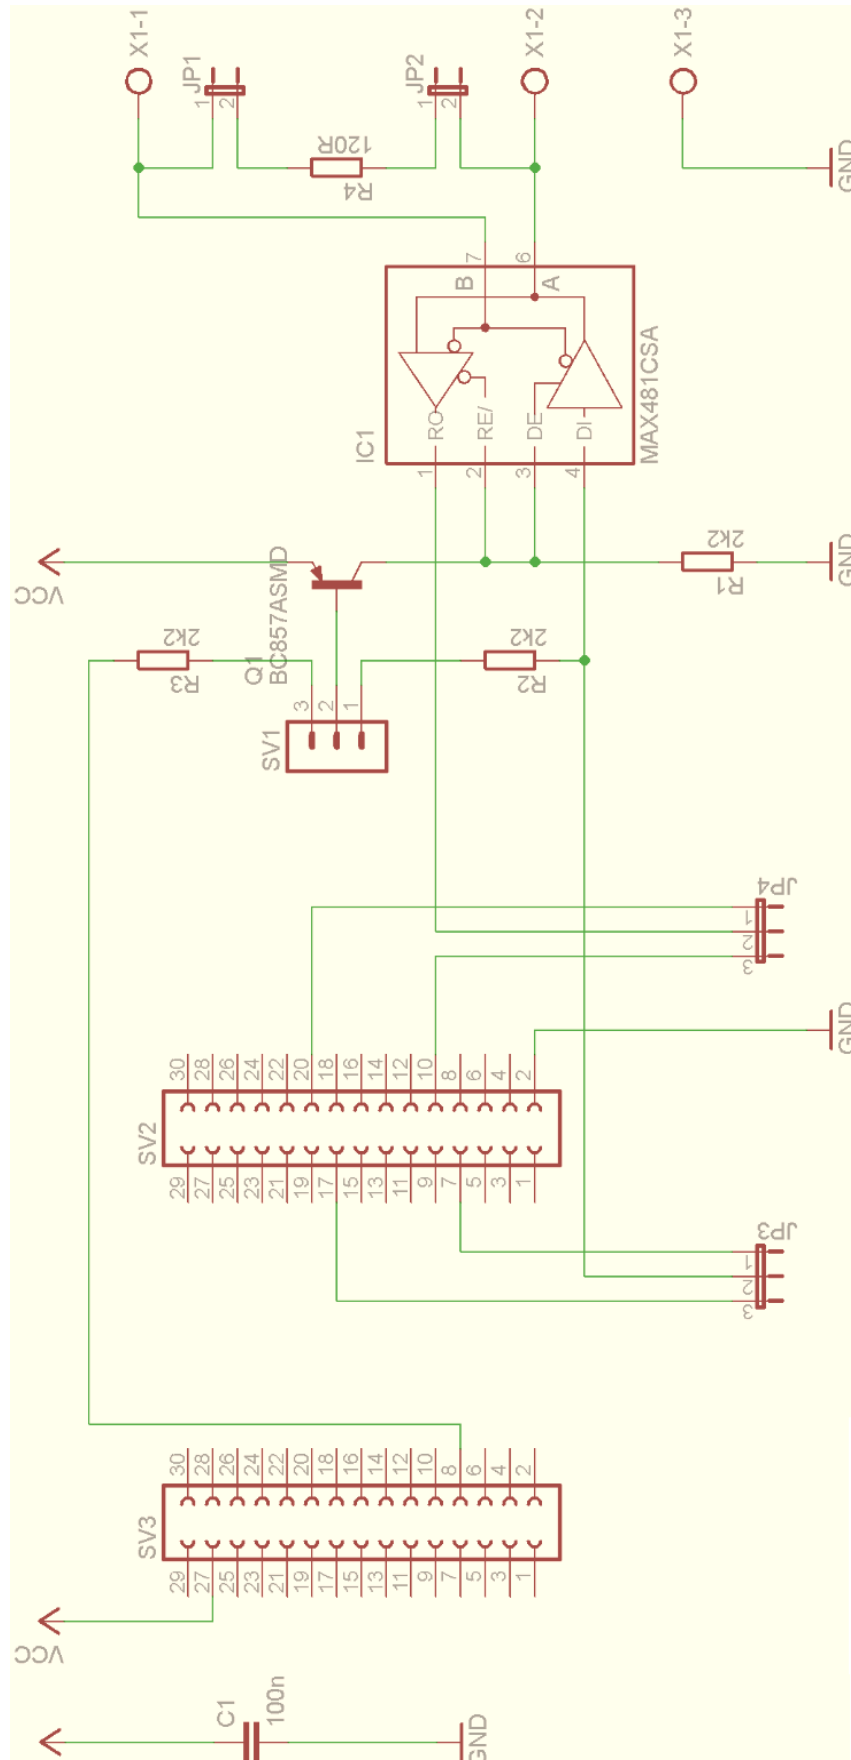 X1-1
JP1
1
2
120R
R4
JP2
1
2
X1-2
X1-3
GND
7
6
B
A
RO
RE/
DE
DI
IC1
MAX481CSA
1
2
3
4
VCC
Q1
BC857ASMD
2k2
R1
GND
2k2
R3
2k2
R2
SV1
3
2
1
JP4
1
2
3
GND
SV2
30
28
26
24
22
20
18
16
14
12
10
8
6
4
2
29
27
25
23
21
19
17
15
13
11
9
7
5
3
1
JP3
1
2
3
SV3
30
28
26
24
22
20
18
16
14
12
10
8
6
4
2
29
27
25
23
21
19
17
15
13
11
9
7
5
3
1
VCC
C1
100n
GND